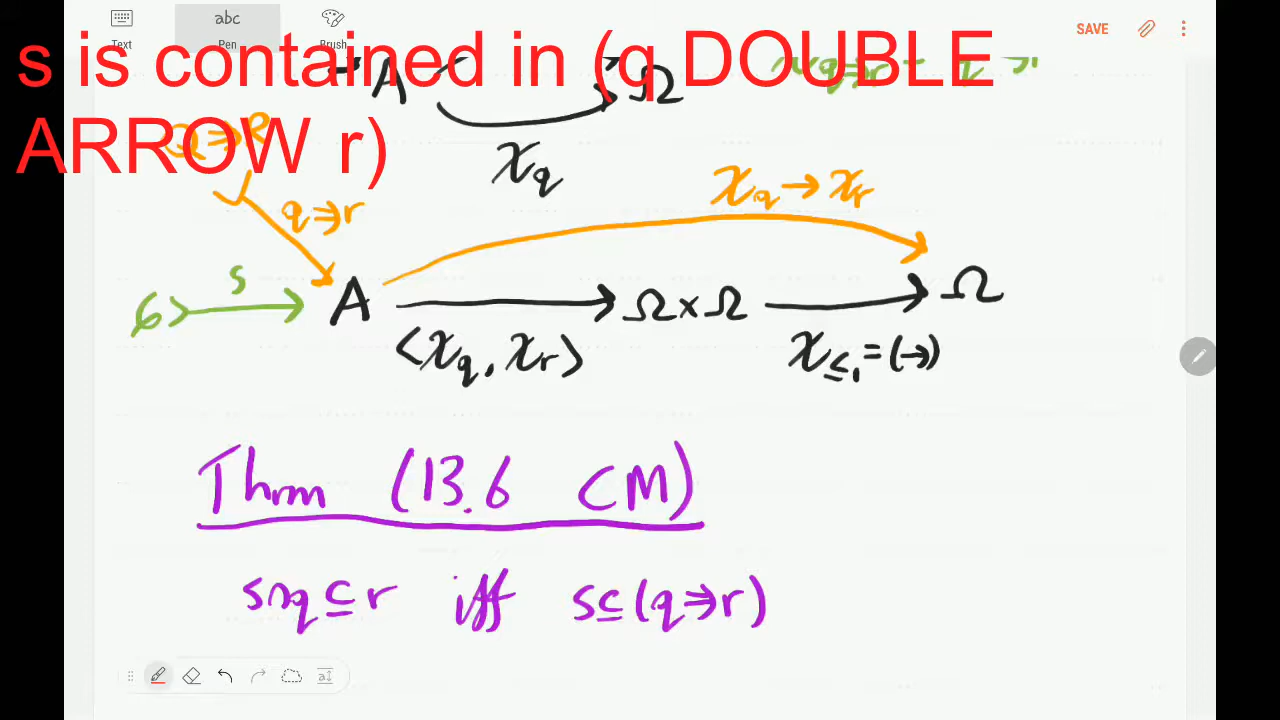 Text
abc
Pen
Brush
SAVE
s is contained in (q DOUBLE
ARROW r)
A Ω
χq
Q⇒R
q⇒r
χq → χr
s
A Ω×Ω Ω
<χq, χr>
χ≤₁ = (→)
Thrm (13.6 CM)
s∩q ⊆ r iff s ⊆ (q⇒r)